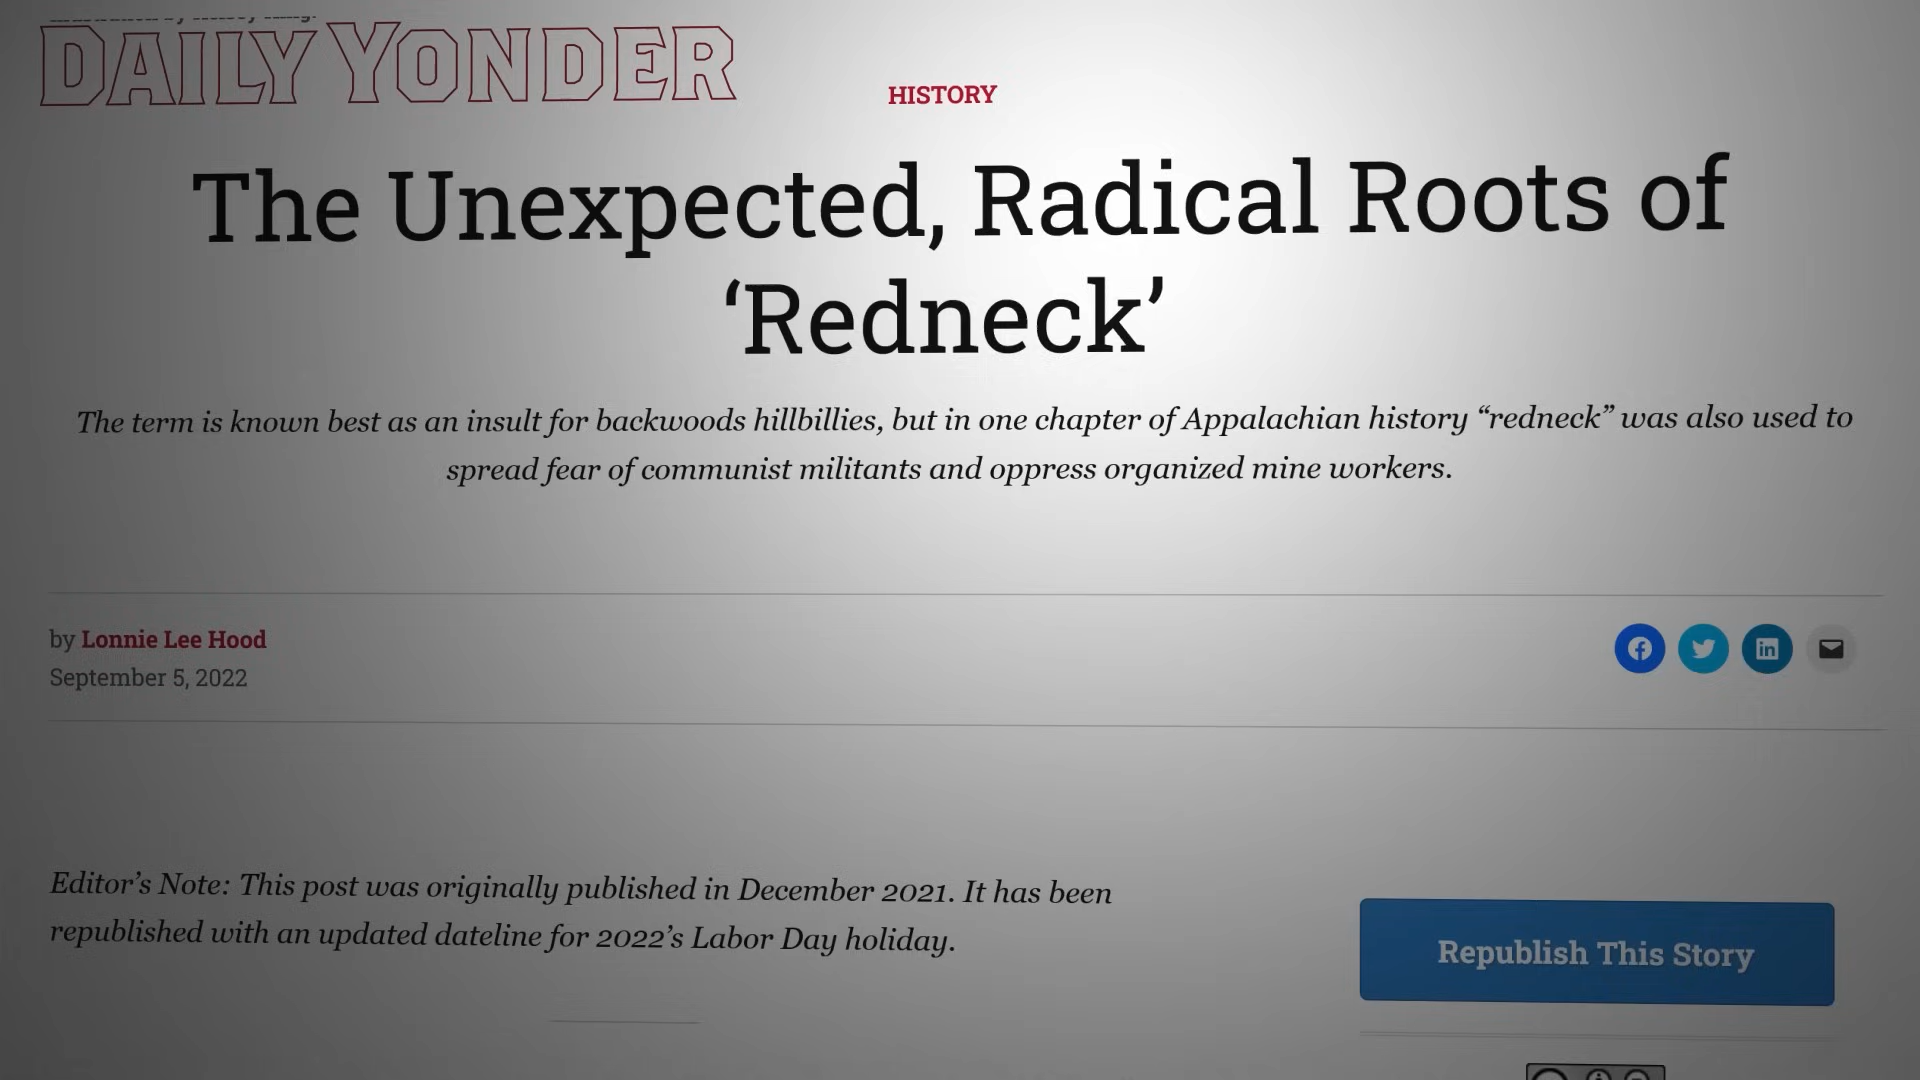 DAILY YONDER
HISTORY
The Unexpected, Radical Roots of
‘Redneck’
The term is known best as an insult for backwoods hillbillies, but in one chapter of Appalachian history “redneck” was also used to
spread fear of communist militants and oppress organized mine workers.
by Lonnie Lee Hood
September 5, 2022
Editor’s Note: This post was originally published in December 2021. It has been
republished with an updated dateline for 2022’s Labor Day holiday.
Republish This Story